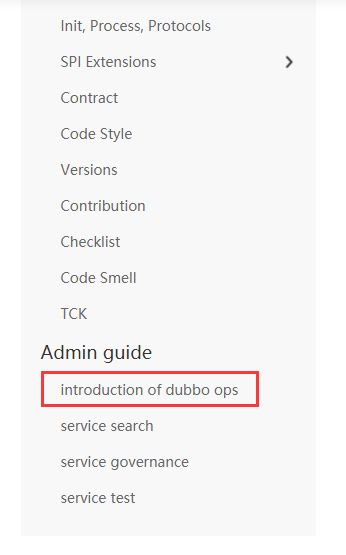 Init, Process, Protocols
SPI Extensions
Contract
Code Style
Versions
Contribution
Checklist
Code Smell
TCK
Admin guide
introduction of dubbo ops
service search
service governance
service test